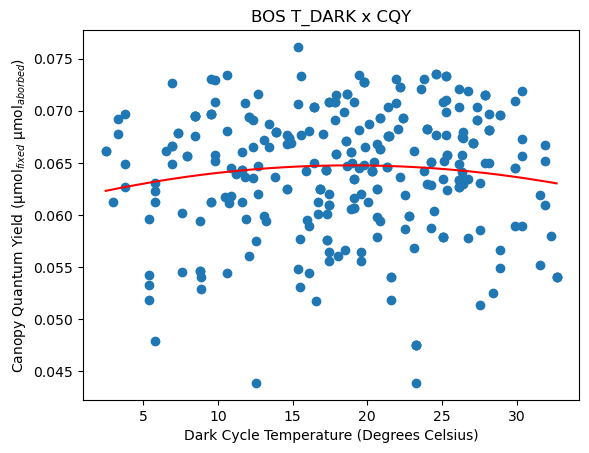 BOS T_DARK x CQY
Canopy Quantum Yield (μmol_fixed μmol_aborbed)
0.075
0.070
0.065
0.060
0.055
0.050
0.045
5 10 15 20 25 30
Dark Cycle Temperature (Degrees Celsius)